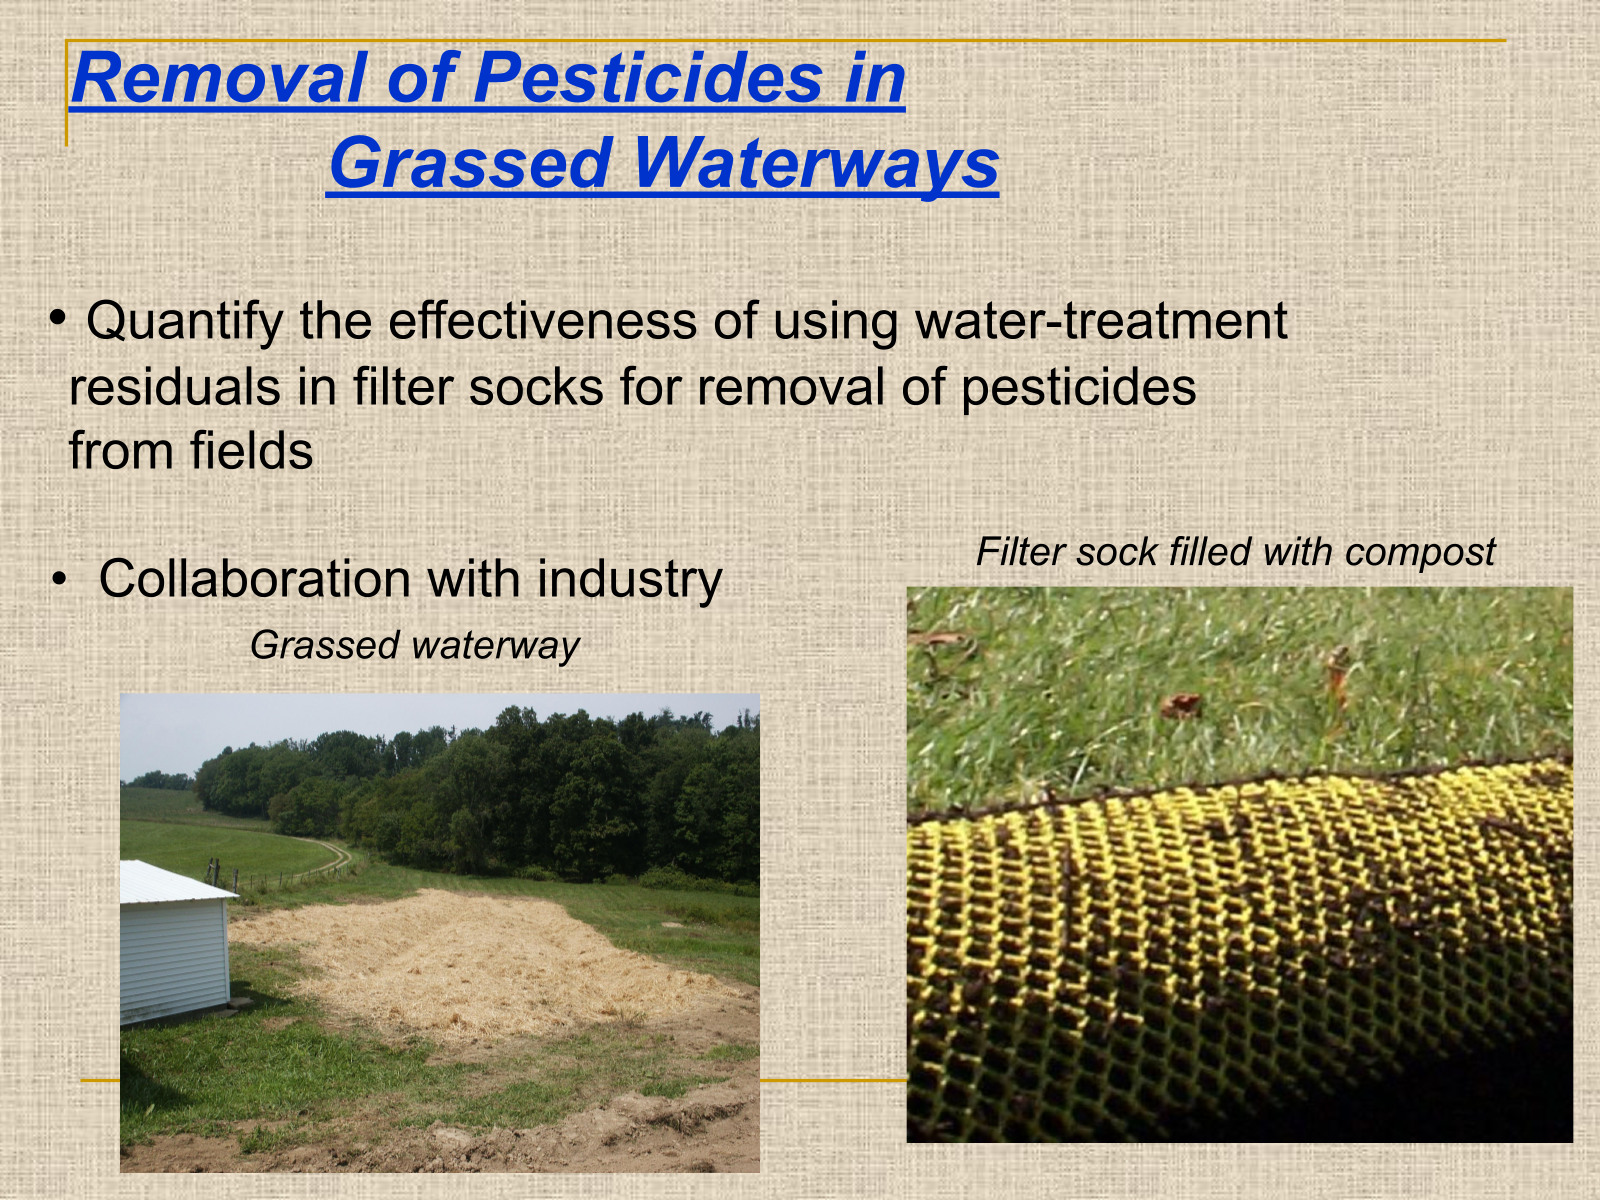 Removal of Pesticides in
Grassed Waterways
• Quantify the effectiveness of using water-treatment
residuals in filter socks for removal of pesticides
from fields
• Collaboration with industry
Grassed waterway
Filter sock filled with compost